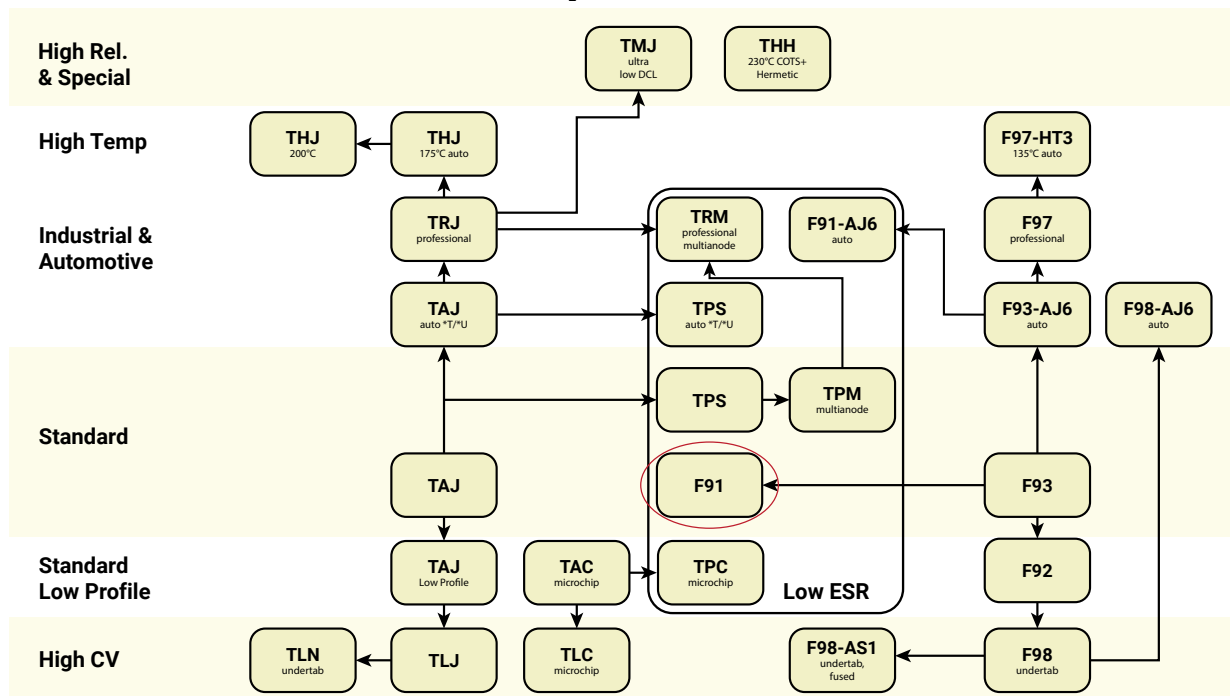 High Rel.
& Special
TMJ
ultra
low DCL
THH
230°C COTS+
Hermetic
High Temp
THJ
200°C
THJ
175°C auto
F97-HT3
135°C auto
Industrial &
Automotive
TRJ
professional
TRM
professional
multianode
F91-AJ6
auto
F97
professional
TAJ
auto *T/*U
TPS
auto *T/*U
F93-AJ6
auto
F98-AJ6
auto
Standard
TPS
TPM
multianode
TAJ
F91
F93
Standard
Low Profile
TAJ
Low Profile
TAC
microchip
TPC
microchip
Low ESR
F92
High CV
TLN
undertab
TLJ
TLC
microchip
F98-AS1
undertab,
fused
F98
undertab